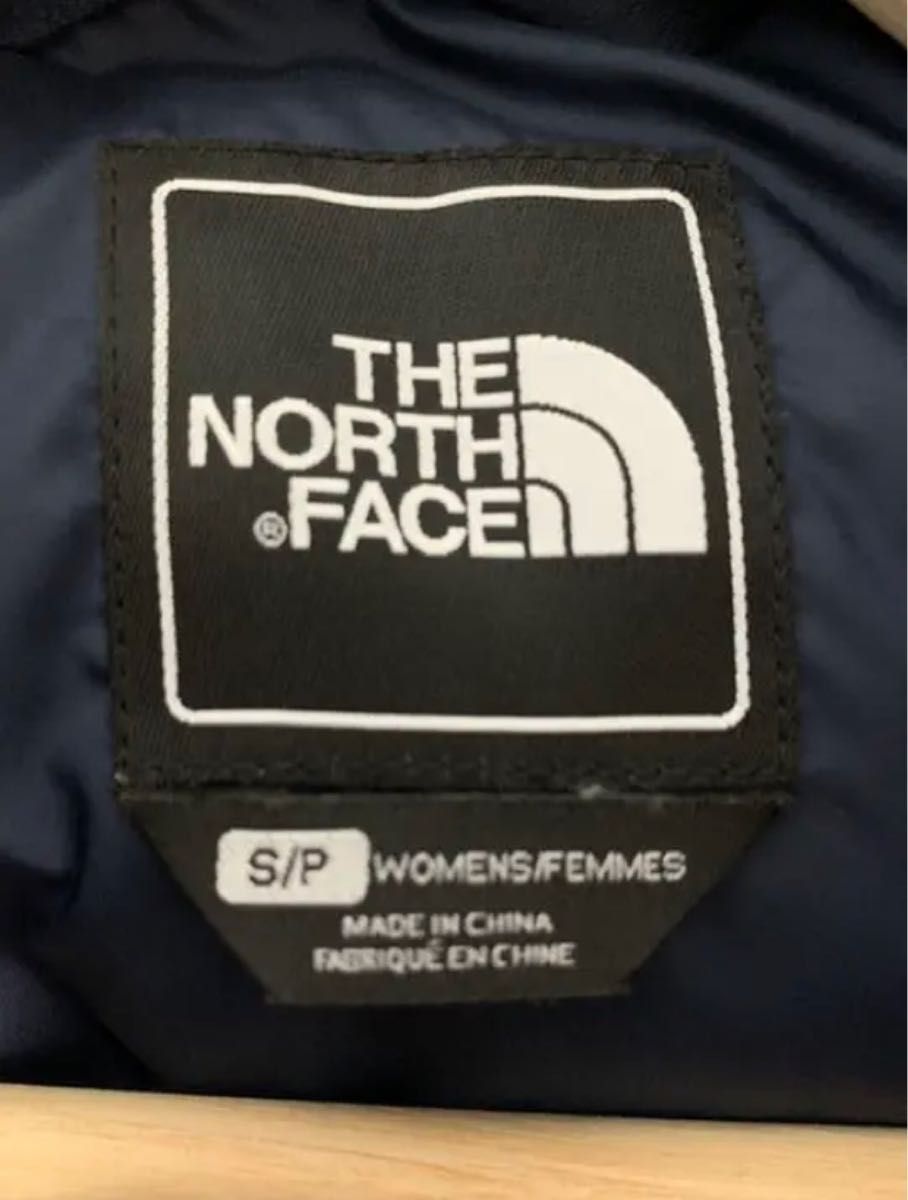 THE
NORTH
®FACE
S/P WOMENS/FEMMES
MADE IN CHINA
FABRIQUÉ EN CHINE